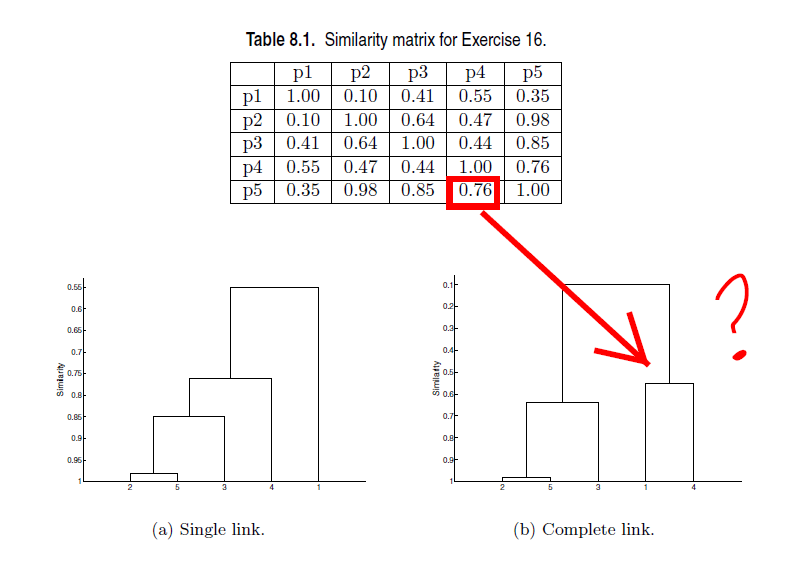 Table 8.1. Similarity matrix for Exercise 16.
p1 p2 p3 p4 p5
p1 1.00 0.10 0.41 0.55 0.35
p2 0.10 1.00 0.64 0.47 0.98
p3 0.41 0.64 1.00 0.44 0.85
p4 0.55 0.47 0.44 1.00 0.76
p5 0.35 0.98 0.85 0.76 1.00
?
0.55
0.6
0.65
0.7
0.75
0.8
0.85
0.9
0.95
1
Similarity
2 5 3 4 1
(a) Single link.
0.1
0.2
0.3
0.4
0.5
0.6
0.7
0.8
0.9
1
Similarity
2 5 3 1 4
(b) Complete link.